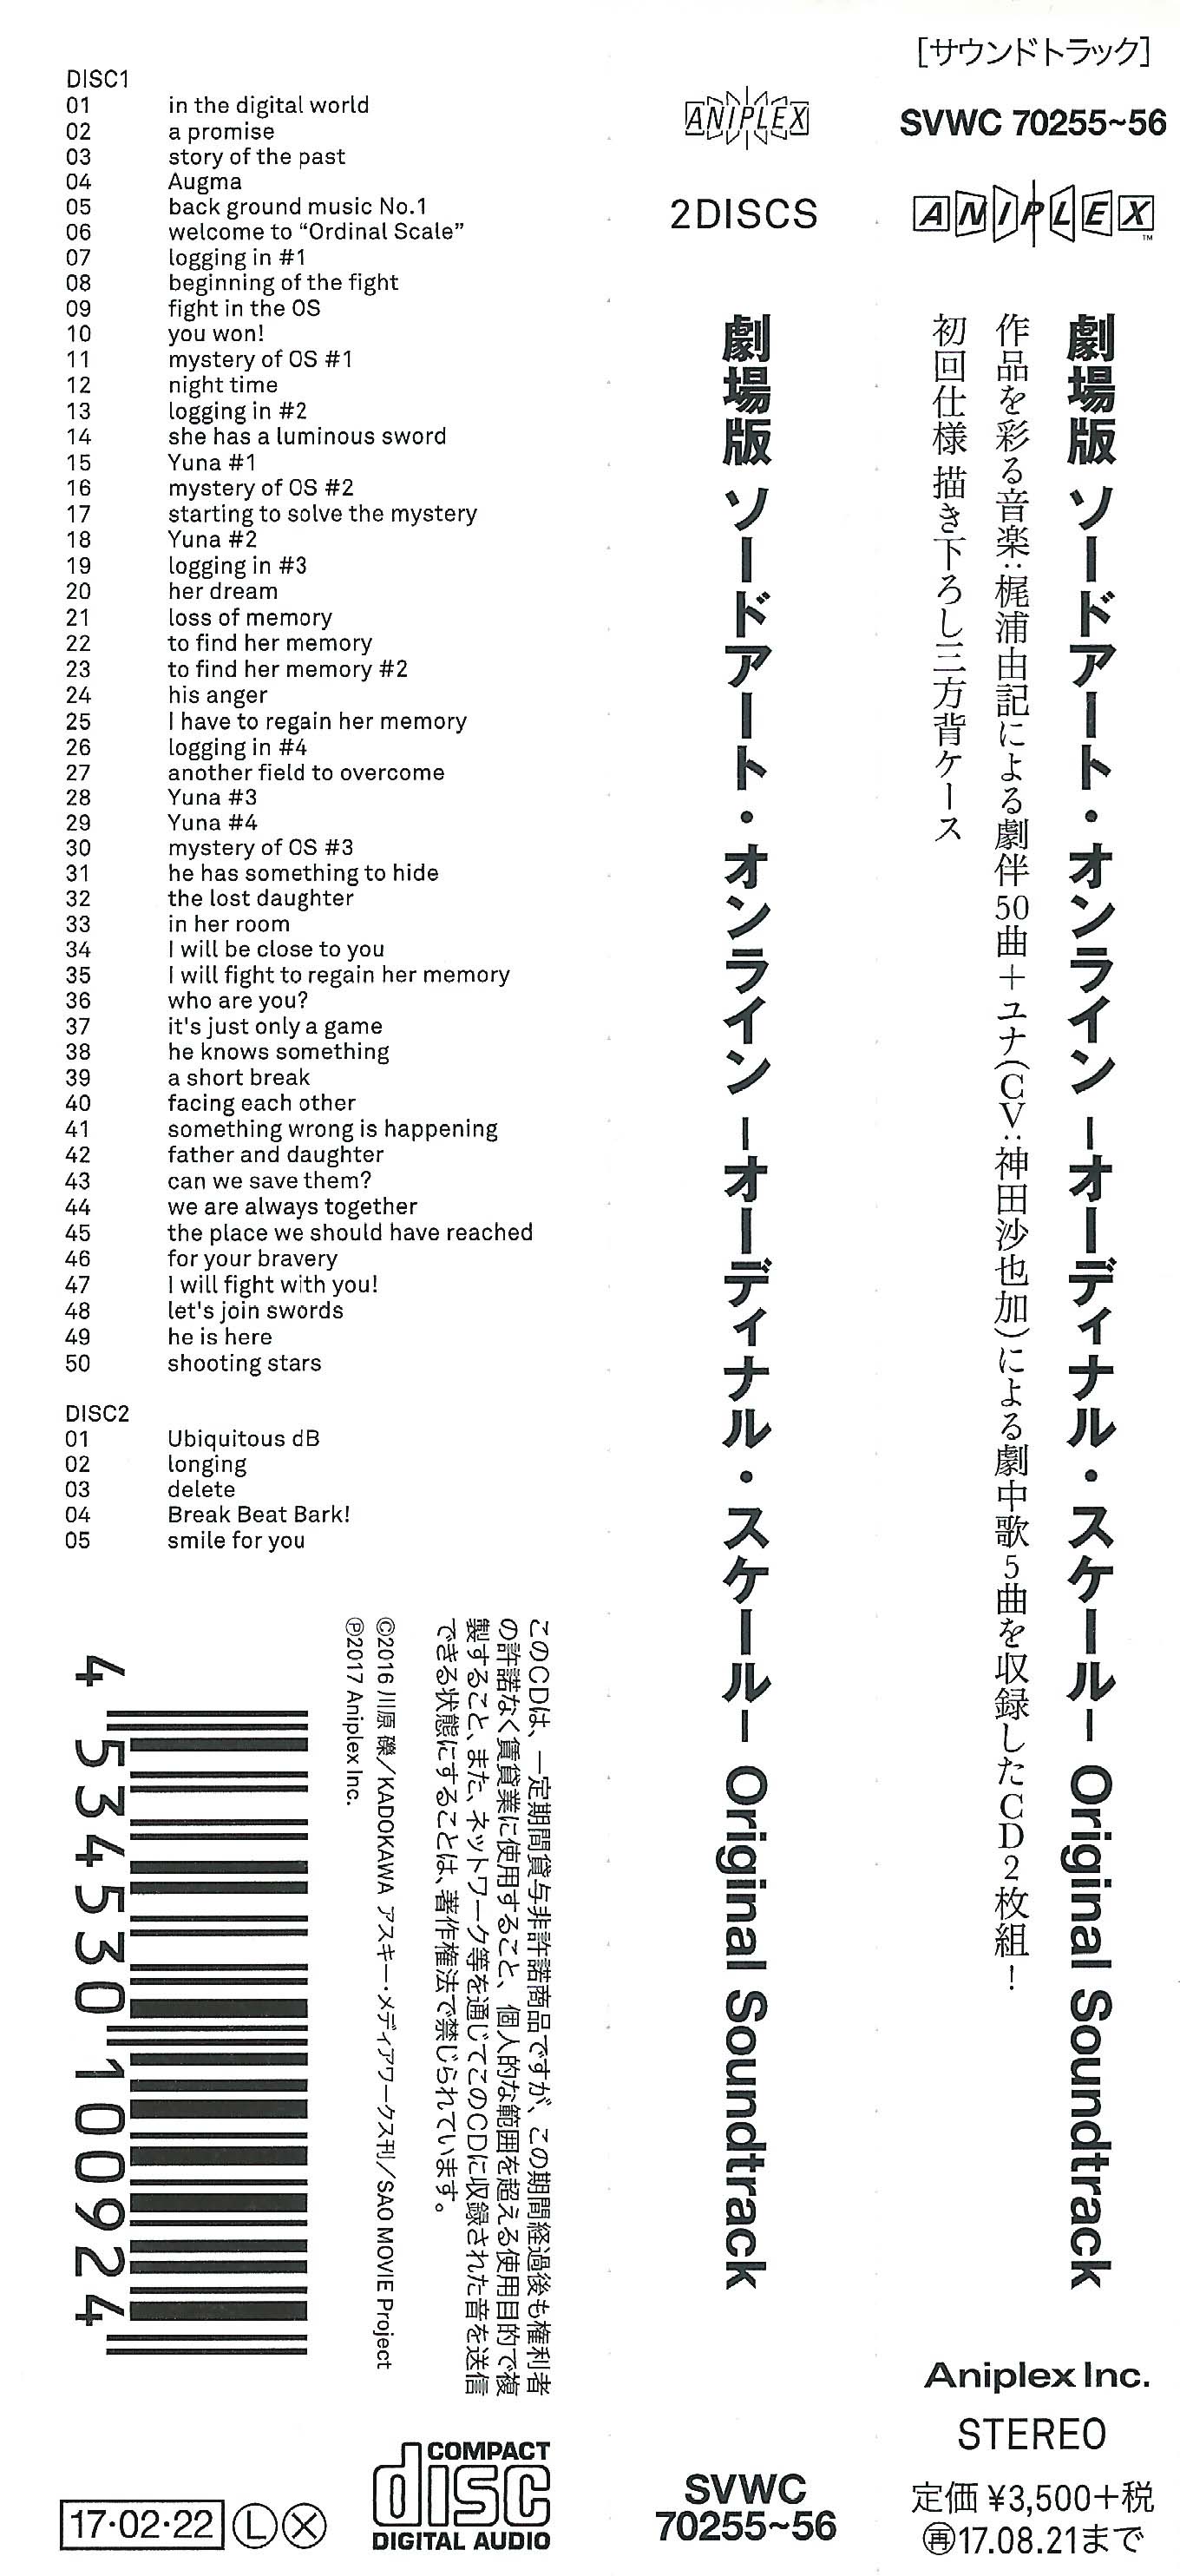 DISC1
01 in the digital world
02 a promise
03 story of the past
04 Augma
05 back ground music No.1
06 welcome to “Ordinal Scale”
07 logging in #1
08 beginning of the fight
09 fight in the OS
10 you won!
11 mystery of OS #1
12 night time
13 logging in #2
14 she has a luminous sword
15 Yuna #1
16 mystery of OS #2
17 starting to solve the mystery
18 Yuna #2
19 logging in #3
20 her dream
21 loss of memory
22 to find her memory
23 to find her memory #2
24 his anger
25 I have to regain her memory
26 logging in #4
27 another field to overcome
28 Yuna #3
29 Yuna #4
30 mystery of OS #3
31 he has something to hide
32 the lost daughter
33 in her room
34 I will be close to you
35 I will fight to regain her memory
36 who are you?
37 it's just only a game
38 he knows something
39 a short break
40 facing each other
41 something wrong is happening
42 father and daughter
43 can we save them?
44 we are always together
45 the place we should have reached
46 for your bravery
47 I will fight with you!
48 let's join swords
49 he is here
50 shooting stars
DISC2
01 Ubiquitous dB
02 longing
03 delete
04 Break Beat Bark!
05 smile for you
このCDは、一定期間貸与非許諾商品ですが、この期間経過後も権利者
の許諾なく賃貸業に使用すること、個人的な範囲を超える使用目的で複
製すること、また、ネットワーク等を通じてこのCDに収録された音を送信
できる状態にすることは、著作権法で禁じられています。
©2016 川原 礫／KADOKAWA アスキー・メディアワークス刊／SAO MOVIE Project
℗2017 Aniplex Inc.
4 534530 100924
17・02・22 Ⓛ Ⓧ
COMPACT
disc
DIGITAL AUDIO
ANIPLEX
2DISCS
劇場版 ソードアート・オンライン －オーディナル・スケール－ Original Soundtrack
SVWC
70255~56
［サウンドトラック］
SVWC 70255~56
ANIPLEX™
劇場版 ソードアート・オンライン －オーディナル・スケール－ Original Soundtrack
作品を彩る音楽：梶浦由記による劇伴50曲＋ユナ（CV：神田沙也加）による劇中歌5曲を収録したCD2枚組！
初回仕様 描き下ろし三方背ケース
Aniplex Inc.
STEREO
定価 ¥3,500＋税
㊢17.08.21まで